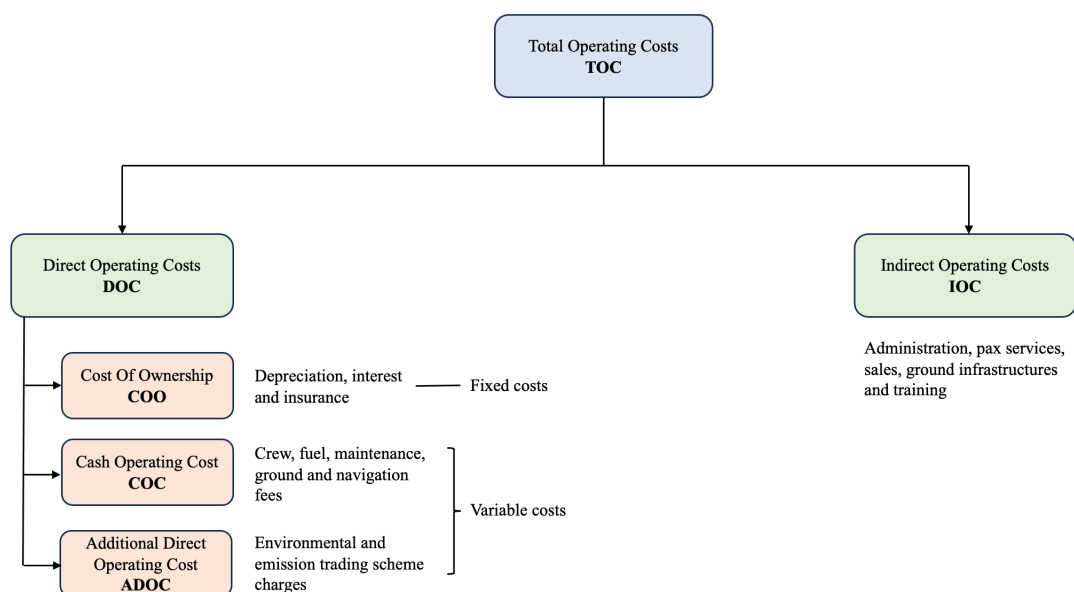 Total Operating Costs
TOC
Direct Operating Costs
DOC
Indirect Operating Costs
IOC
Administration, pax services,
sales, ground infrastructures
and training
Cost Of Ownership
COO
Depreciation, interest
and insurance
Fixed costs
Cash Operating Cost
COC
Crew, fuel, maintenance,
ground and navigation
fees
Variable costs
Additional Direct
Operating Cost
ADOC
Environmental and
emission trading scheme
charges